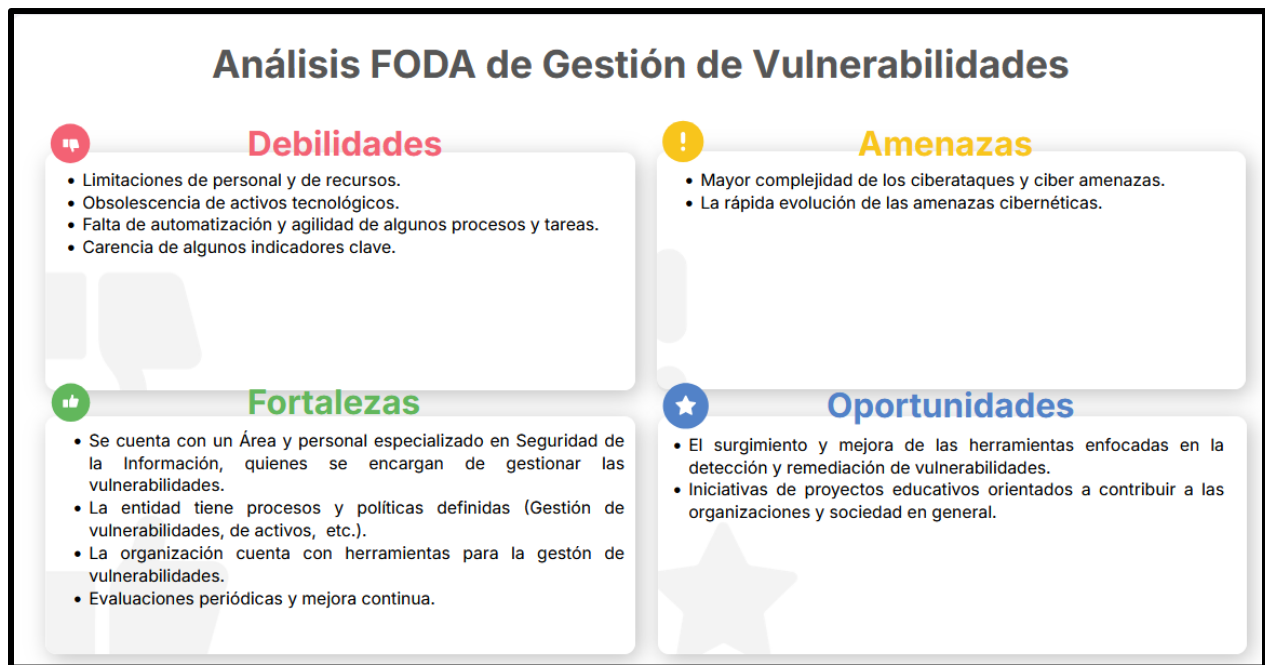 Análisis FODA de Gestión de Vulnerabilidades
Debilidades
• Limitaciones de personal y de recursos.
• Obsolescencia de activos tecnológicos.
• Falta de automatización y agilidad de algunos procesos y tareas.
• Carencia de algunos indicadores clave.
Amenazas
• Mayor complejidad de los ciberataques y ciber amenazas.
• La rápida evolución de las amenazas cibernéticas.
Fortalezas
• Se cuenta con un Área y personal especializado en Seguridad de
la Información, quienes se encargan de gestionar las
vulnerabilidades.
• La entidad tiene procesos y políticas definidas (Gestión de
vulnerabilidades, de activos, etc.).
• La organización cuenta con herramientas para la gestón de
vulnerabilidades.
• Evaluaciones periódicas y mejora continua.
Oportunidades
• El surgimiento y mejora de las herramientas enfocadas en la
detección y remediación de vulnerabilidades.
• Iniciativas de proyectos educativos orientados a contribuir a las
organizaciones y sociedad en general.